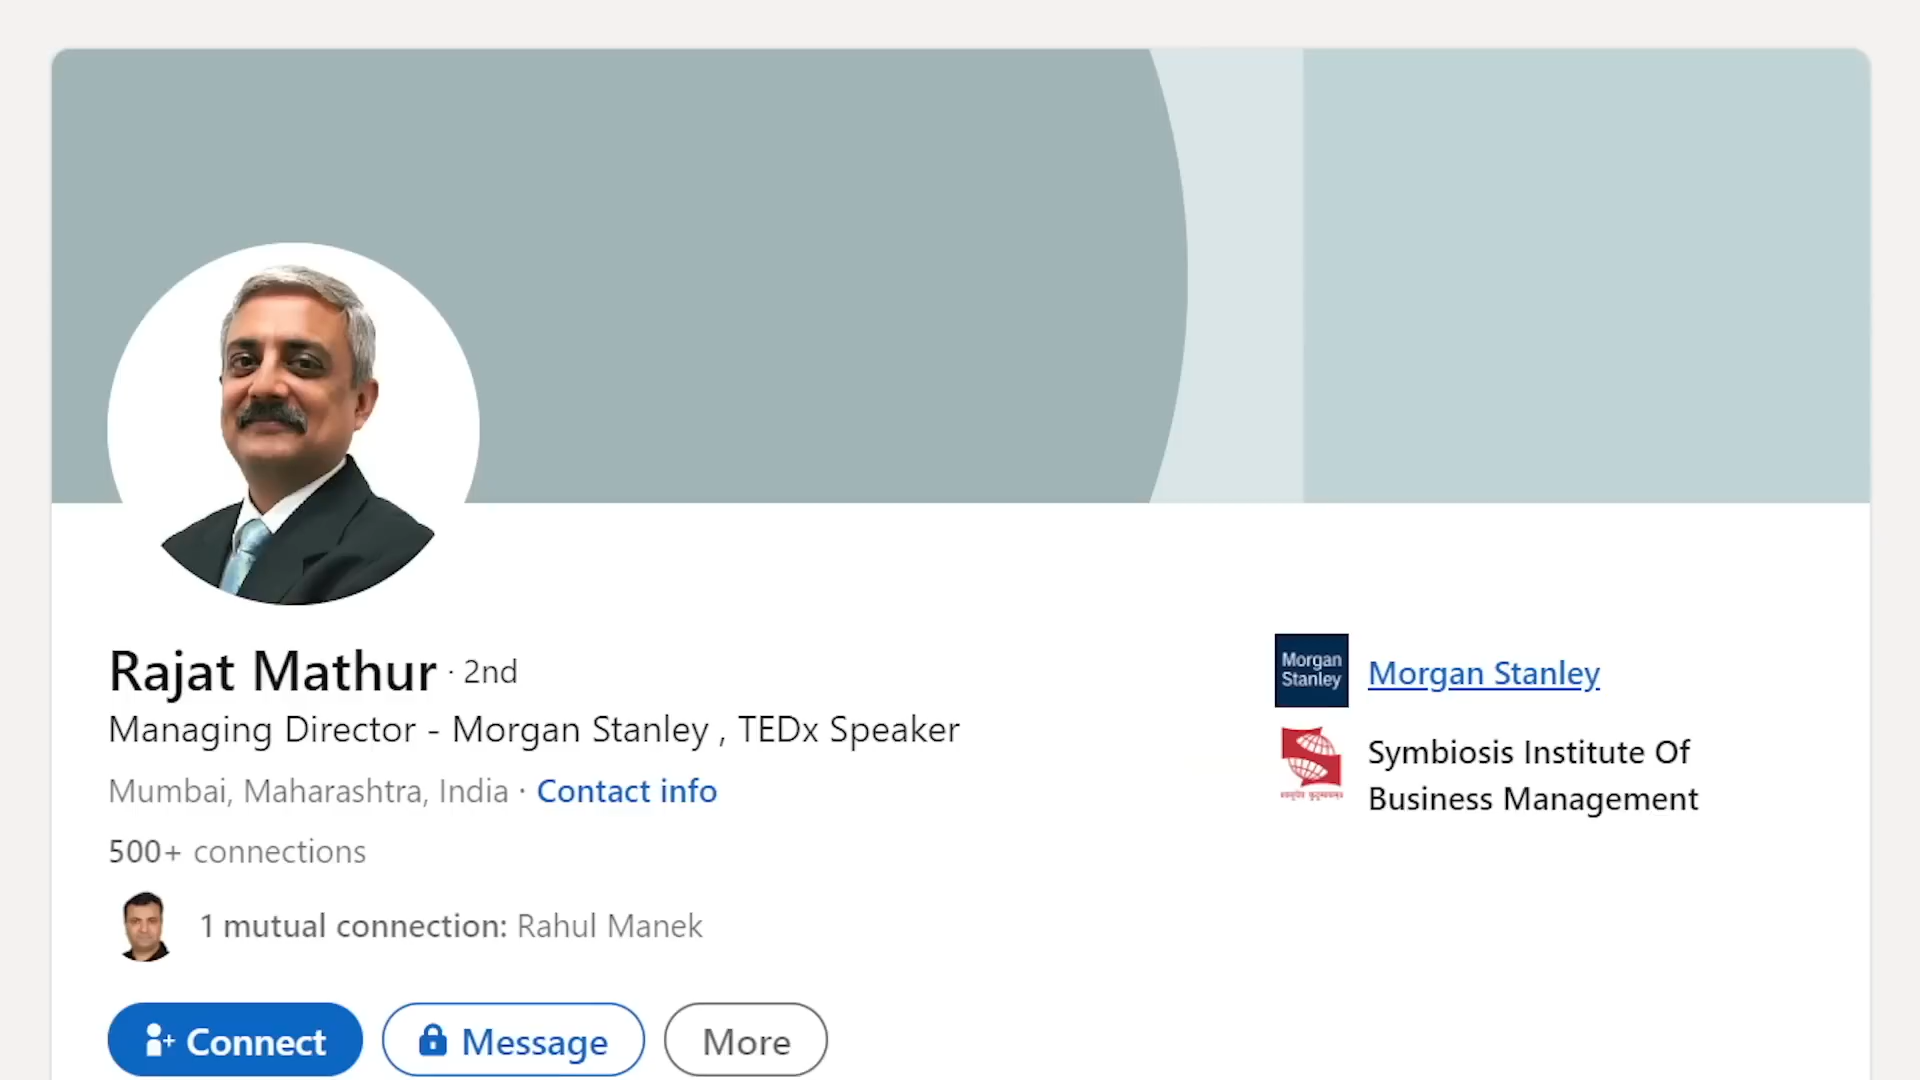 Rajat Mathur · 2nd
Managing Director - Morgan Stanley , TEDx Speaker
Mumbai, Maharashtra, India · Contact info
500+ connections
1 mutual connection: Rahul Manek
Connect
Message
More
Morgan
Stanley
Morgan Stanley
Symbiosis Institute Of
Business Management